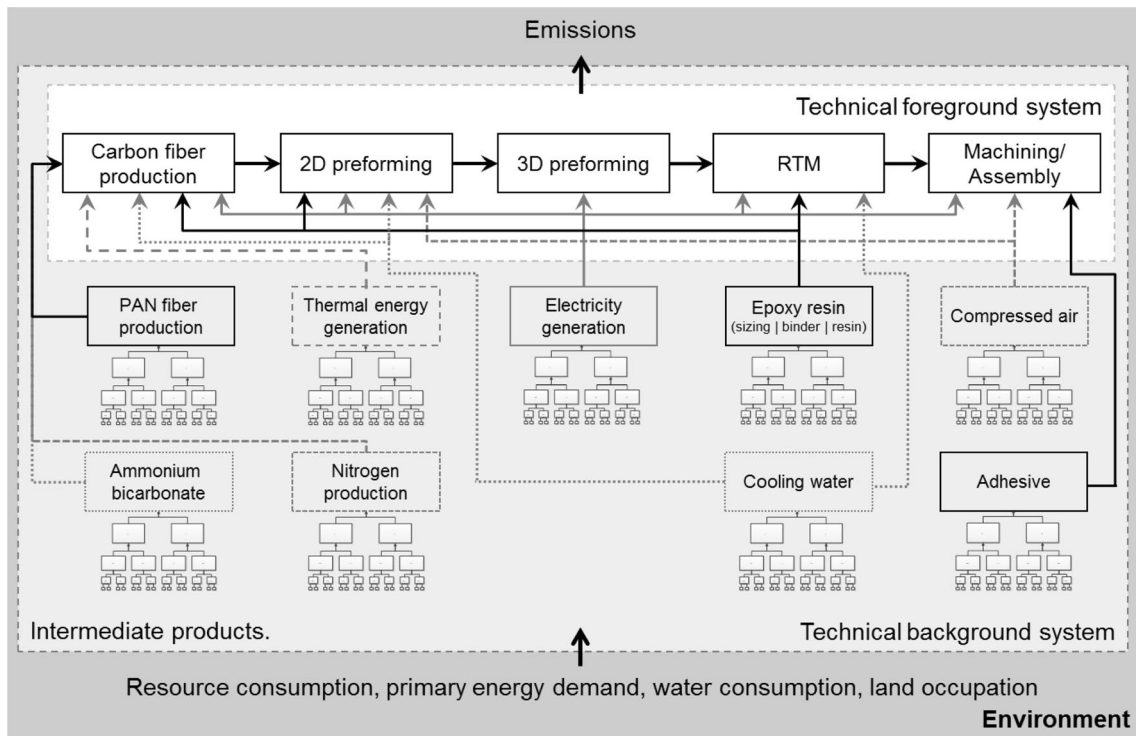 Emissions
Technical foreground system
Carbon fiber
production
2D preforming
3D preforming
RTM
Machining/
Assembly
PAN fiber
production
Thermal energy
generation
Electricity
generation
Epoxy resin
(sizing | binder | resin)
Compressed air
Ammonium
bicarbonate
Nitrogen
production
Cooling water
Adhesive
Intermediate products.
Technical background system
Resource consumption, primary energy demand, water consumption, land occupation
Environment